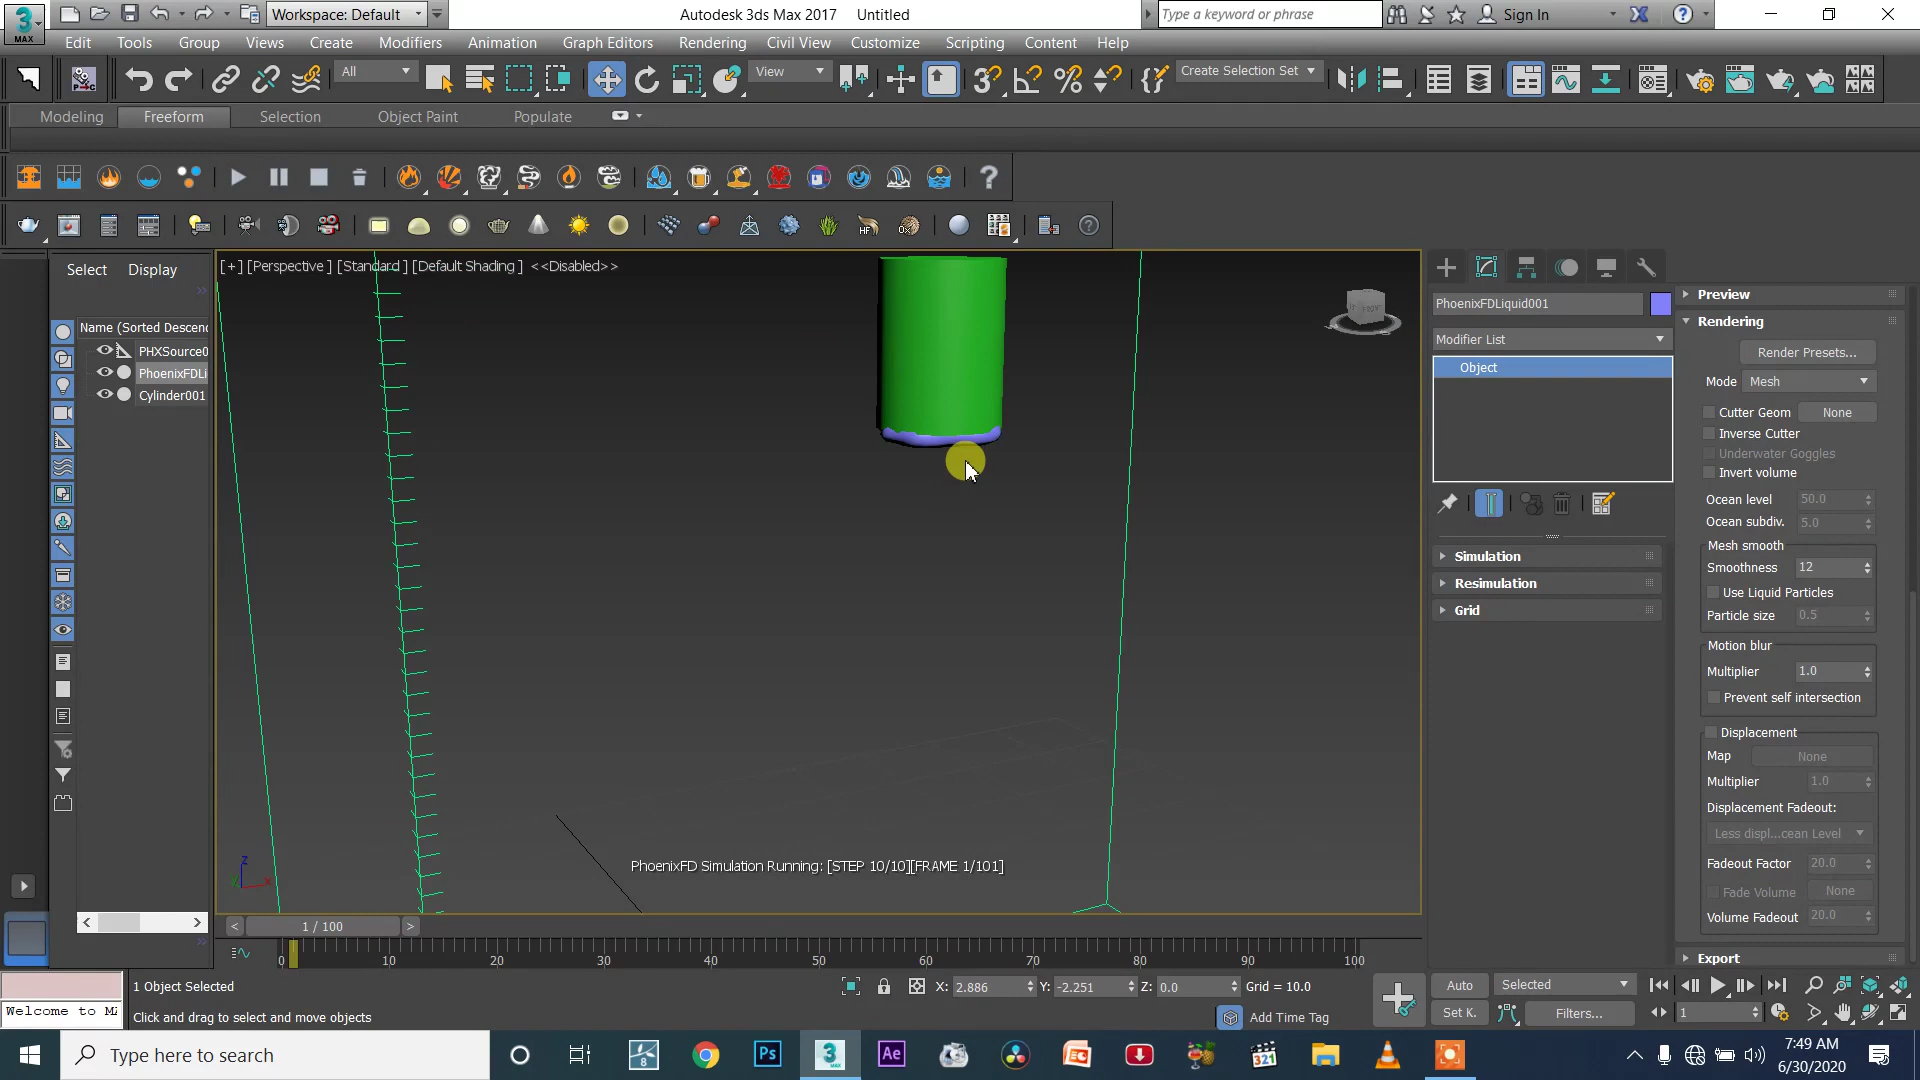 3
MAX
Workspace: Default
Autodesk 3ds Max 2017 Untitled
Type a keyword or phrase
Sign In
Edit Tools Group Views Create Modifiers Animation Graph Editors Rendering Civil View Customize Scripting Content Help
All
View
Create Selection Set
Modeling Freeform Selection Object Paint Populate
Select Display
[+] [Perspective ] [Standard ] [Default Shading ] <<Disabled>>
Name (Sorted Descend
PHXSource0
PhoenixFDLi
Cylinder001
PhoenixFD Simulation Running: [STEP 10/10][FRAME 1/101]
PhoenixFDLiquid001
Modifier List
Object
Simulation
Resimulation
Grid
Preview
Rendering
Render Presets...
Mode Mesh
Cutter Geom None
Inverse Cutter
Underwater Goggles
Invert volume
Ocean level 50.0
Ocean subdiv. 5.0
Mesh smooth
Smoothness 12
Use Liquid Particles
Particle size 0.5
Motion blur
Multiplier 1.0
Prevent self intersection
Displacement
Map None
Multiplier 1.0
Displacement Fadeout:
Less displ...cean Level
Fadeout Factor 20.0
Fade Volume None
Volume Fadeout 20.0
Export
< 1 / 100 >
0 10 20 30 40 50 60 70 80 90 100
1 Object Selected
X: 2.886 Y: -2.251 Z: 0.0 Grid = 10.0
Auto Selected
Welcome to MA
Click and drag to select and move objects
Add Time Tag
Set K. Filters... 1
Type here to search
7:49 AM
6/30/2020